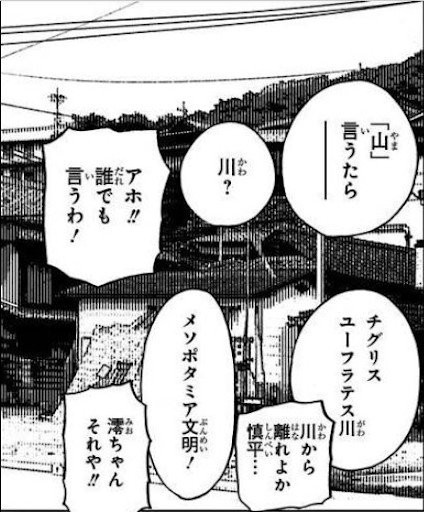 「山」
言うたら
――
川？
アホ!!
誰でも
言うわ！
チグリス
ユーフラテス川
メソポタミア文明！
川から
離れよか
慎平…
澪ちゃん
それや!!